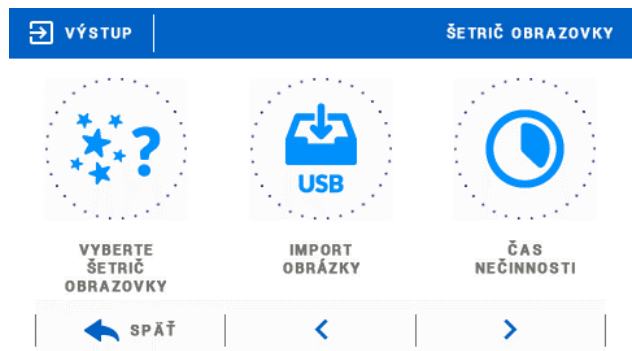 VÝSTUP
ŠETRIČ OBRAZOVKY
?
USB
VYBERTE
ŠETRIČ
OBRAZOVKY
IMPORT
OBRÁZKY
ČAS
NEČINNOSTI
SPÄŤ